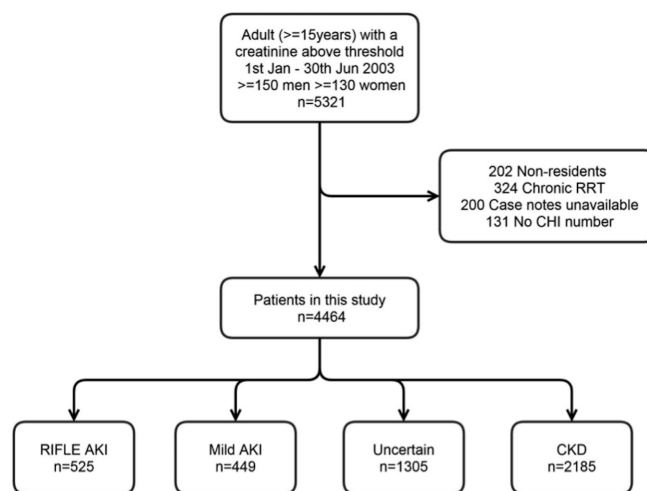 Adult (>=15years) with a
creatinine above threshold
1st Jan - 30th Jun 2003
>=150 men >=130 women
n=5321
202 Non-residents
324 Chronic RRT
200 Case notes unavailable
131 No CHI number
Patients in this study
n=4464
RIFLE AKI
n=525
Mild AKI
n=449
Uncertain
n=1305
CKD
n=2185